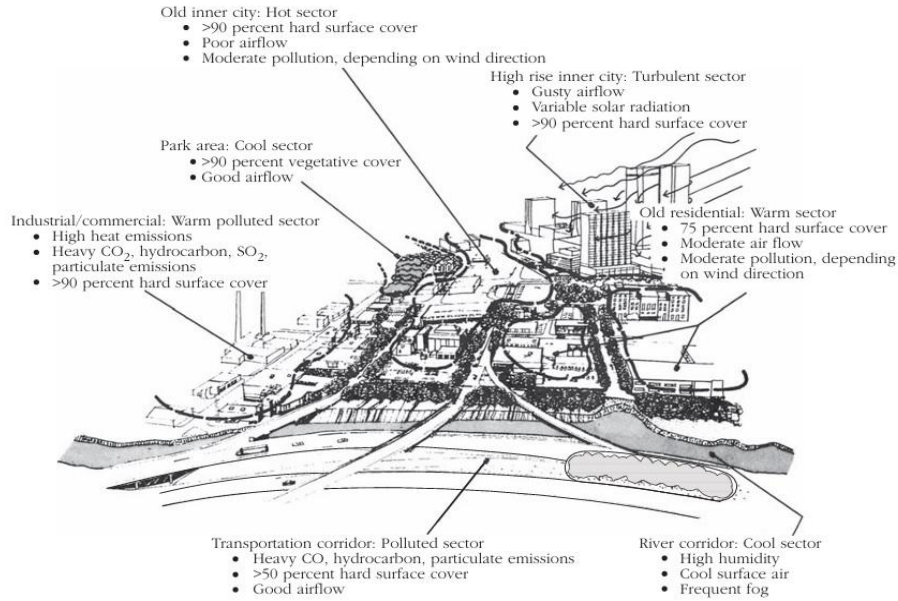 Old inner city: Hot sector
• >90 percent hard surface cover
• Poor airflow
• Moderate pollution, depending on wind direction
High rise inner city: Turbulent sector
• Gusty airflow
• Variable solar radiation
• >90 percent hard surface cover
Park area: Cool sector
• >90 percent vegetative cover
• Good airflow
Industrial/commercial: Warm polluted sector
• High heat emissions
• Heavy CO₂, hydrocarbon, SO₂,
particulate emissions
• >90 percent hard surface cover
Old residential: Warm sector
• 75 percent hard surface cover
• Moderate air flow
• Moderate pollution, depending
on wind direction
Transportation corridor: Polluted sector
• Heavy CO, hydrocarbon, particulate emissions
• >50 percent hard surface cover
• Good airflow
River corridor: Cool sector
• High humidity
• Cool surface air
• Frequent fog